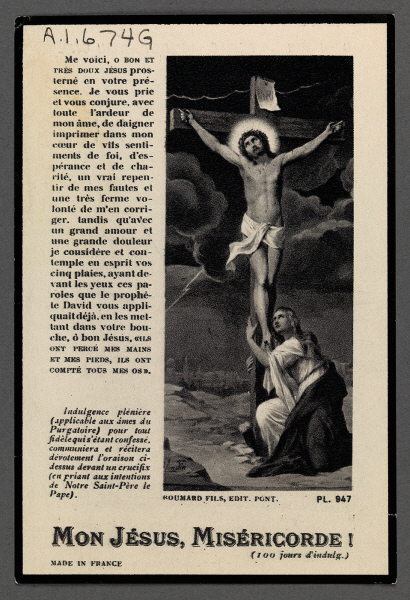 A.1.6.74G
Me voici, O BON ET
TRÈS DOUX JÉSUS pros-
terné en votre pré-
sence. Je vous prie
et vous conjure, avec
toute l'ardeur de
mon âme, de daigner
imprimer dans mon
cœur de vifs senti-
ments de foi, d'es-
pérance et de cha-
rité, un vrai repen-
tir de mes fautes et
une très ferme vo-
lonté de m'en corri-
ger. tandis qu'avec
un grand amour et
une grande douleur
je considère et con-
temple en esprit vos
cinq plaies, ayant de-
vant les yeux ces pa-
roles que le prophè-
te David vous appli-
quait déjà, en les met-
tant dans votre bou-
che, ô bon Jésus, «ILS
ONT PERCÉ MES MAINS
ET MES PIEDS, ILS ONT
COMPTÉ TOUS MES OS».
Indulgence plénière
(applicable aux âmes du
Purgatoire) pour tout
fidèle qui s'étant confessé,
communiera et récitera
dévotement l'oraison ci-
dessus devant un crucifix
(en priant aux intentions
de Notre Saint-Père le
Pape).
BOUMARD FILS, EDIT. PONT. PL. 947
MON JÉSUS, MISÉRICORDE !
(100 jours d'indulg.)
MADE IN FRANCE